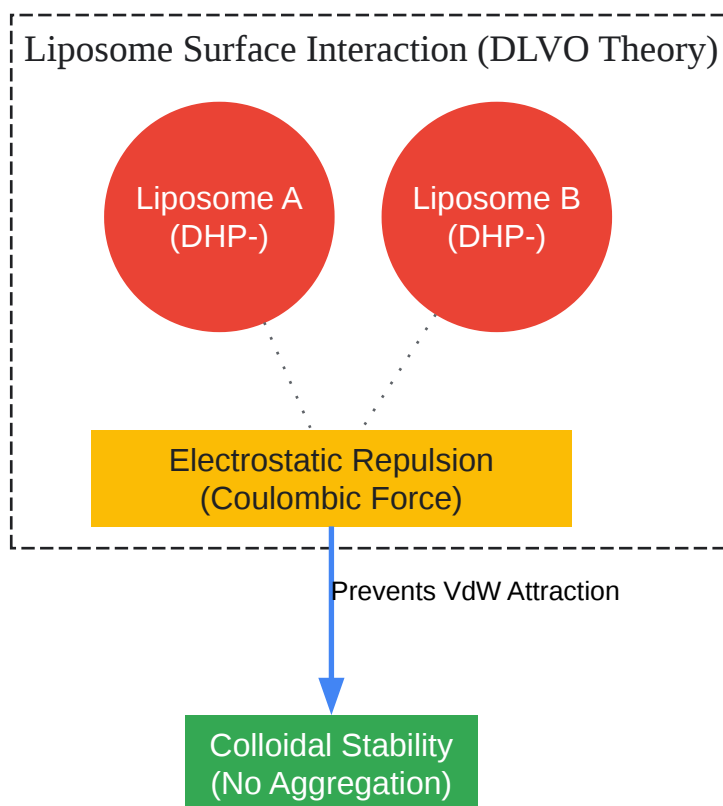 Liposome Surface Interaction (DLVO Theory)
Liposome A
(DHP-)
Liposome B
(DHP-)
Electrostatic Repulsion
(Coulombic Force)
Prevents VdW Attraction
Colloidal Stability
(No Aggregation)